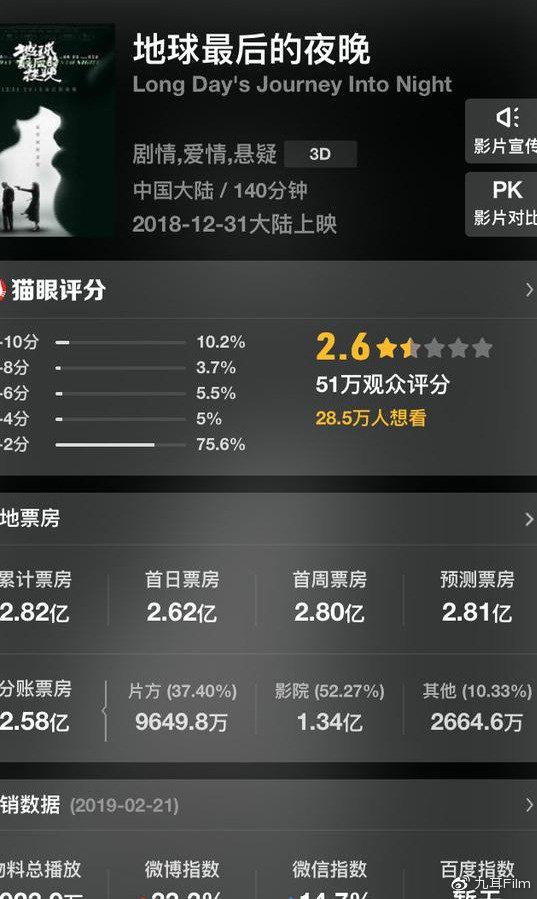 地球最后的夜晚
Long Day's Journey Into Night
剧情,爱情,悬疑 3D
中国大陆 / 140分钟
2018-12-31大陆上映
影片宣传
PK
影片对比
地球
最后的
夜晚
猫眼评分
-10分 10.2%
-8分 3.7%
-6分 5.5%
-4分 5%
-2分 75.6%
2.6
51万观众评分
28.5万人想看
地票房
累计票房 首日票房 首周票房 预测票房
2.82亿 2.62亿 2.80亿 2.81亿
分账票房 片方 (37.40%) 影院 (52.27%) 其他 (10.33%)
2.58亿 9649.8万 1.34亿 2664.6万
销数据 (2019-02-21)
物料总播放 微博指数 微信指数 百度指数
九耳Film